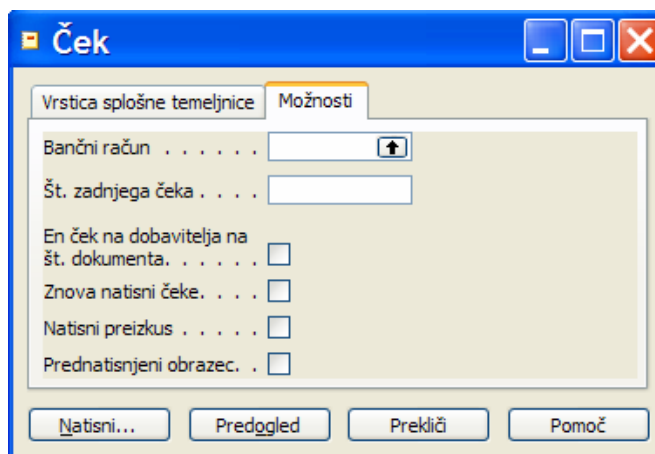 Ček
Vrstica splošne temeljnice
Možnosti
Bančni račun . . . . . .
Št. zadnjega čeka . . . .
En ček na dobavitelja na
št. dokumenta. . . . . .
Znova natisni čeke. . . .
Natisni preizkus . . . . .
Prednatisnjeni obrazec. .
Natisni... Predogled Prekliči Pomoč